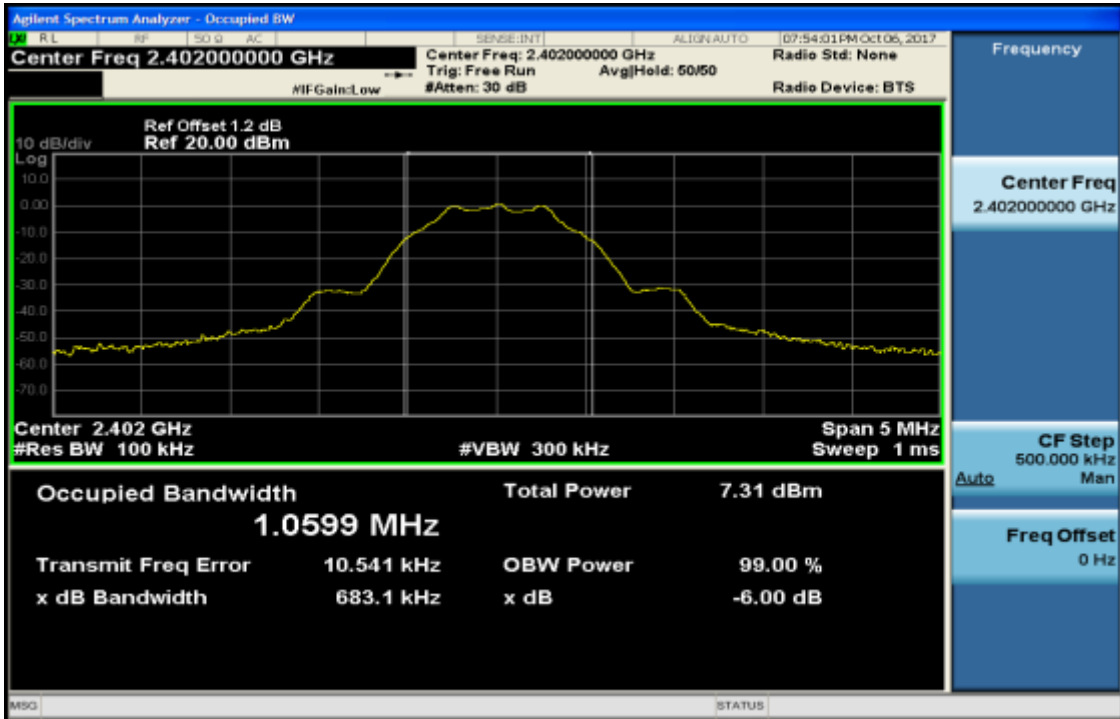 Agilent Spectrum Analyzer - Occupied BW
LXI RL RF 50 Ω AC SENSE:INT ALIGN AUTO 07:54:01 PM Oct 06, 2017
Center Freq 2.402000000 GHz
Center Freq: 2.402000000 GHz
Radio Std: None
Trig: Free Run Avg|Hold: 50/50
#IFGain:Low
#Atten: 30 dB
Radio Device: BTS
Frequency
Ref Offset 1.2 dB
10 dB/div Ref 20.00 dBm
Log
10.0
0.00
-10.0
-20.0
-30.0
-40.0
-50.0
-60.0
-70.0
Center 2.402 GHz Span 5 MHz
#Res BW 100 kHz #VBW 300 kHz Sweep 1 ms
Occupied Bandwidth Total Power 7.31 dBm
1.0599 MHz
Transmit Freq Error 10.541 kHz OBW Power 99.00 %
x dB Bandwidth 683.1 kHz x dB -6.00 dB
Center Freq
2.402000000 GHz
CF Step
500.000 kHz
Auto Man
Freq Offset
0 Hz
MSG STATUS